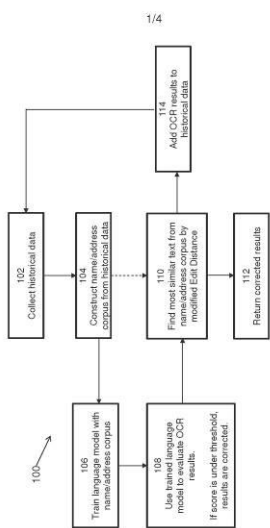 1/4
100
102
Collect historical data
104
Construct name/address
corpus from historical data
106
Train language model with
name/address corpus
108
Use trained language
model to evaluate OCR
results.
If score is under threshold,
results are corrected.
110
Find most similar text from
name/address corpus by
modified Edit Distance
112
Return corrected results
114
Add OCR results to
historical data